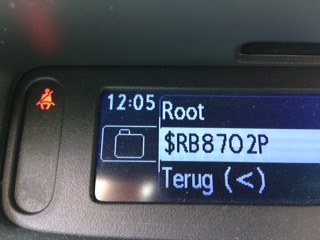 12:05
Root
$RB8702P
Terug (<)